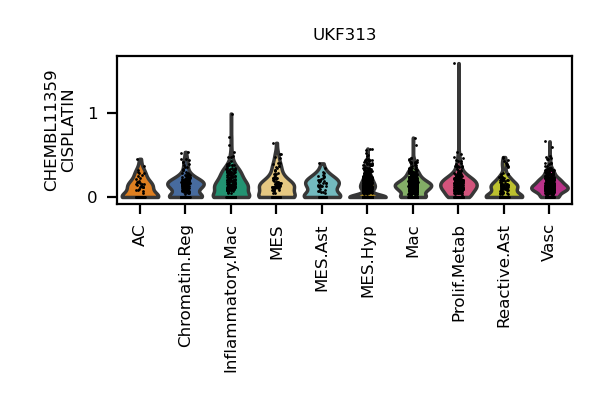 UKF313
CHEMBL11359
CISPLATIN
1
0
AC
Chromatin.Reg
Inflammatory.Mac
MES
MES.Ast
MES.Hyp
Mac
Prolif.Metab
Reactive.Ast
Vasc